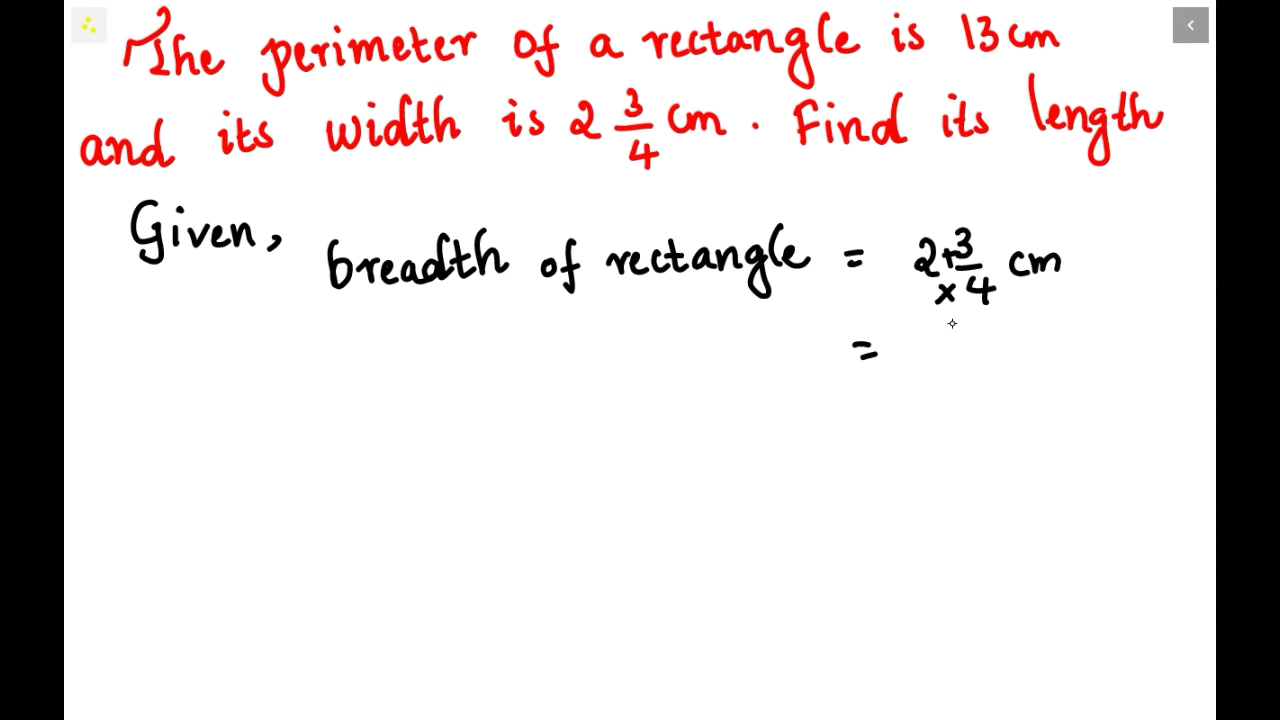 The perimeter of a rectangle is 13 cm
and its width is 2 3/4 cm. Find its length
Given, breadth of rectangle = 2 + 3/× 4 cm
=